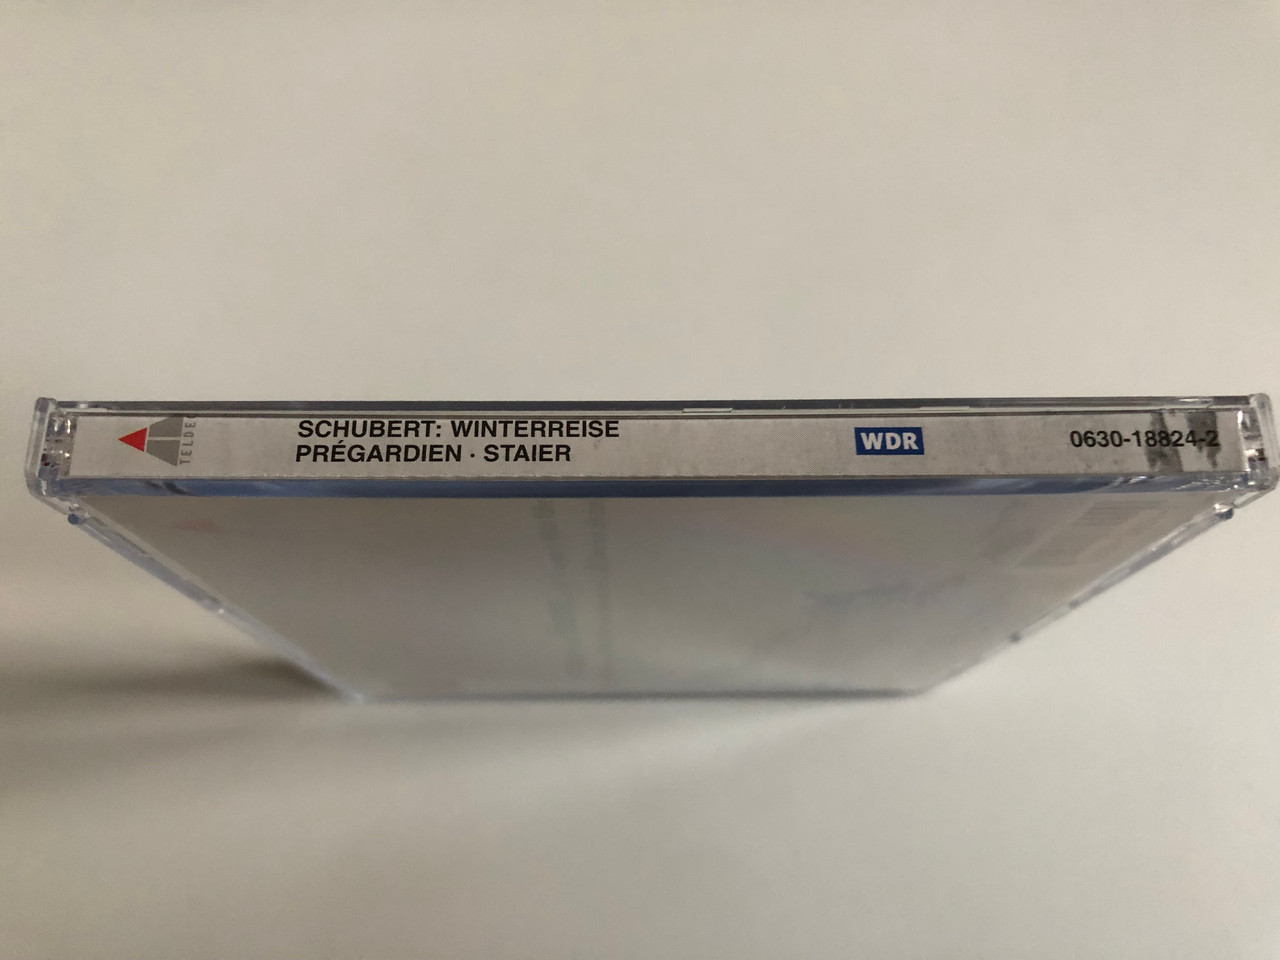 TELDEC
SCHUBERT: WINTERREISE
PRÉGARDIEN · STAIER
WDR
0630-18824-2